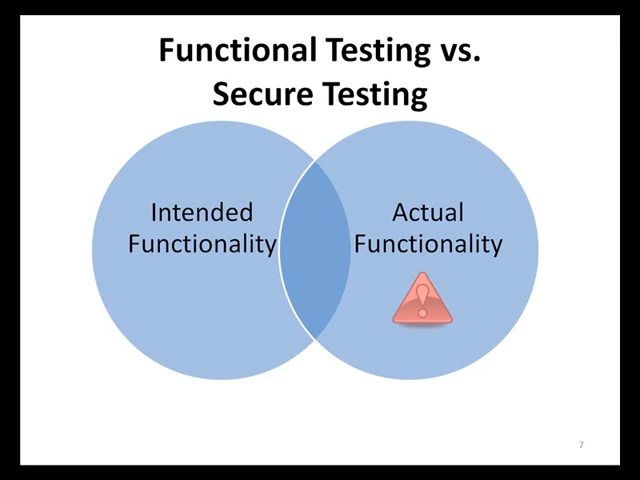 Functional Testing vs.
Secure Testing
Intended
Functionality
Actual
Functionality
!
7